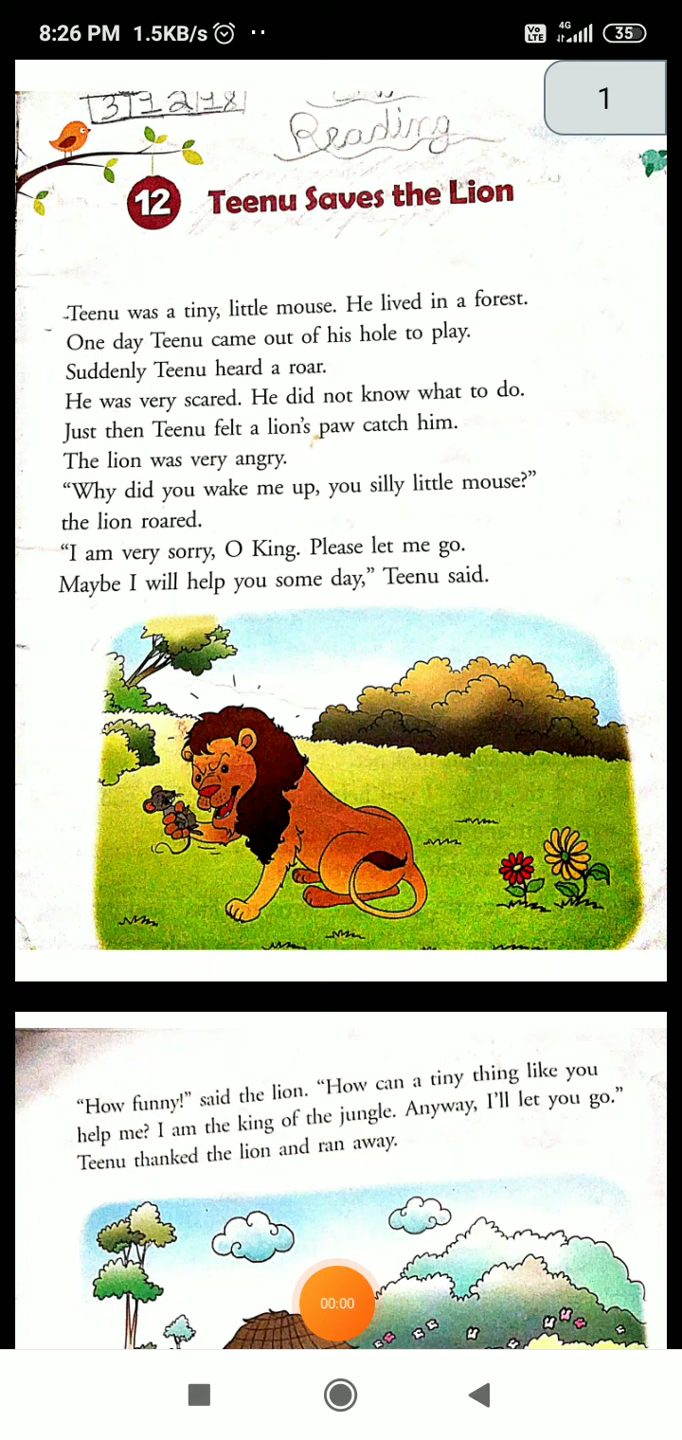 8:26 PM 1.5KB/s
Vo LTE 4G 35
1
Reading
12 Teenu Saves the Lion
Teenu was a tiny, little mouse. He lived in a forest.
One day Teenu came out of his hole to play.
Suddenly Teenu heard a roar.
He was very scared. He did not know what to do.
Just then Teenu felt a lion's paw catch him.
The lion was very angry.
“Why did you wake me up, you silly little mouse?”
the lion roared.
“I am very sorry, O King. Please let me go.
Maybe I will help you some day,” Teenu said.
“How funny!” said the lion. “How can a tiny thing like you
help me? I am the king of the jungle. Anyway, I'll let you go.”
Teenu thanked the lion and ran away.
00:00